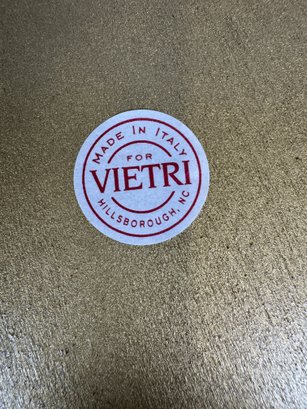 MADE IN ITALY
FOR
VIETRI
HILLSBOROUGH, NC